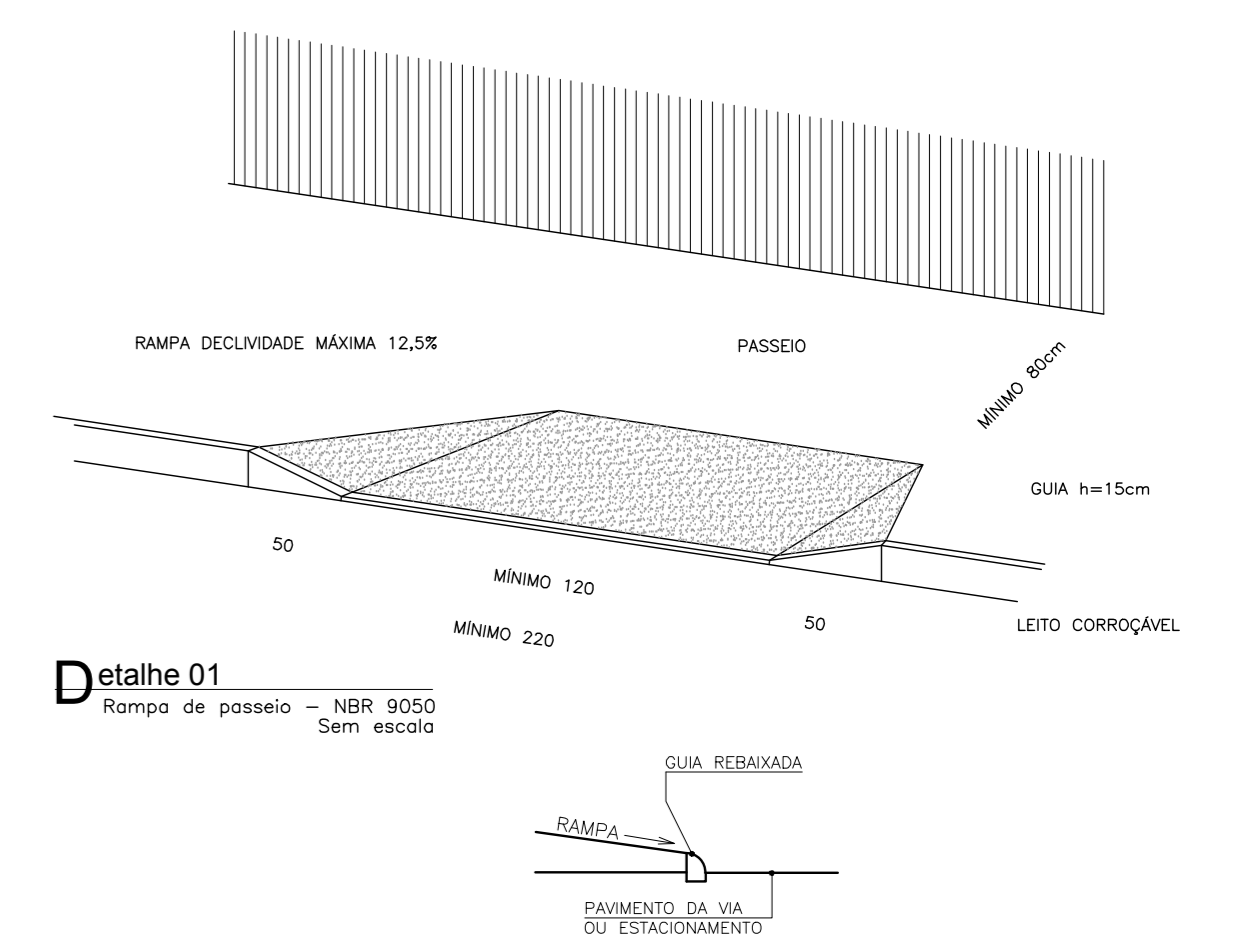 RAMPA DECLIVIDADE MÁXIMA 12,5%
PASSEIO
MÍNIMO 80cm
GUIA h=15cm
50
MÍNIMO 120
50
MÍNIMO 220
LEITO CORROÇÁVEL
Detalhe 01
Rampa de passeio – NBR 9050
Sem escala
GUIA REBAIXADA
RAMPA
PAVIMENTO DA VIA
OU ESTACIONAMENTO